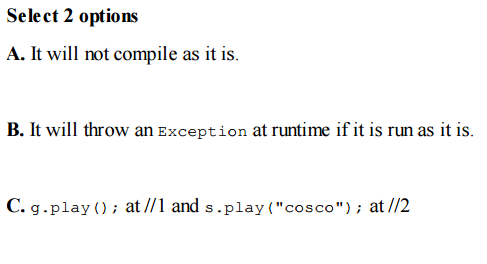 Select 2 options
A. It will not compile as it is.
B. It will throw an Exception at runtime if it is run as it is.
C. g.play(); at //1 and s.play("cosco"); at //2